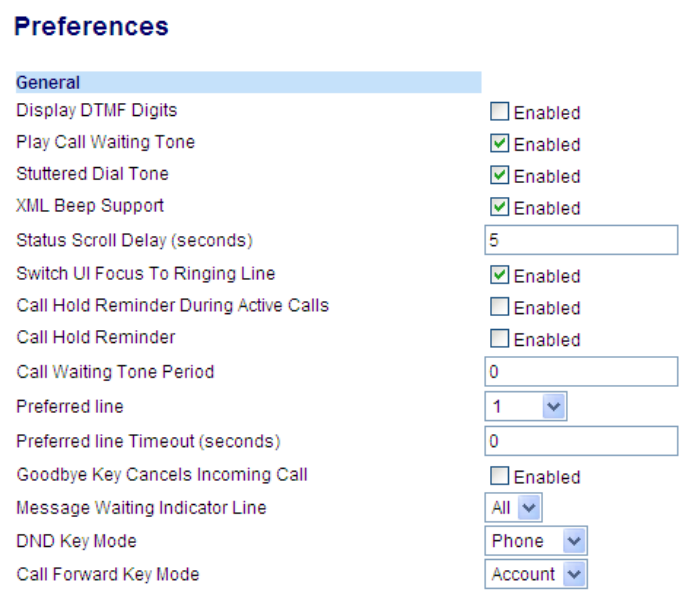 Preferences
General
Display DTMF Digits Enabled
Play Call Waiting Tone Enabled
Stuttered Dial Tone Enabled
XML Beep Support Enabled
Status Scroll Delay (seconds) 5
Switch UI Focus To Ringing Line Enabled
Call Hold Reminder During Active Calls Enabled
Call Hold Reminder Enabled
Call Waiting Tone Period 0
Preferred line 1
Preferred line Timeout (seconds) 0
Goodbye Key Cancels Incoming Call Enabled
Message Waiting Indicator Line All
DND Key Mode Phone
Call Forward Key Mode Account